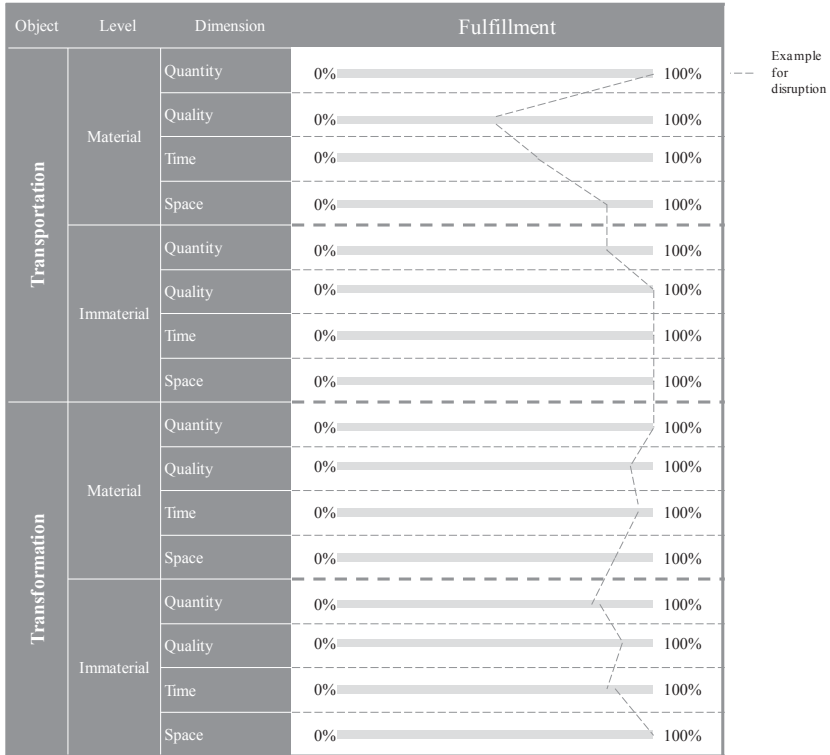 Object Level Dimension Fulfillment
Example
for
disruption
Transportation
Material
Quantity 0% 100%
Quality 0% 100%
Time 0% 100%
Space 0% 100%
Immaterial
Quantity 0% 100%
Quality 0% 100%
Time 0% 100%
Space 0% 100%
Transformation
Material
Quantity 0% 100%
Quality 0% 100%
Time 0% 100%
Space 0% 100%
Immaterial
Quantity 0% 100%
Quality 0% 100%
Time 0% 100%
Space 0% 100%